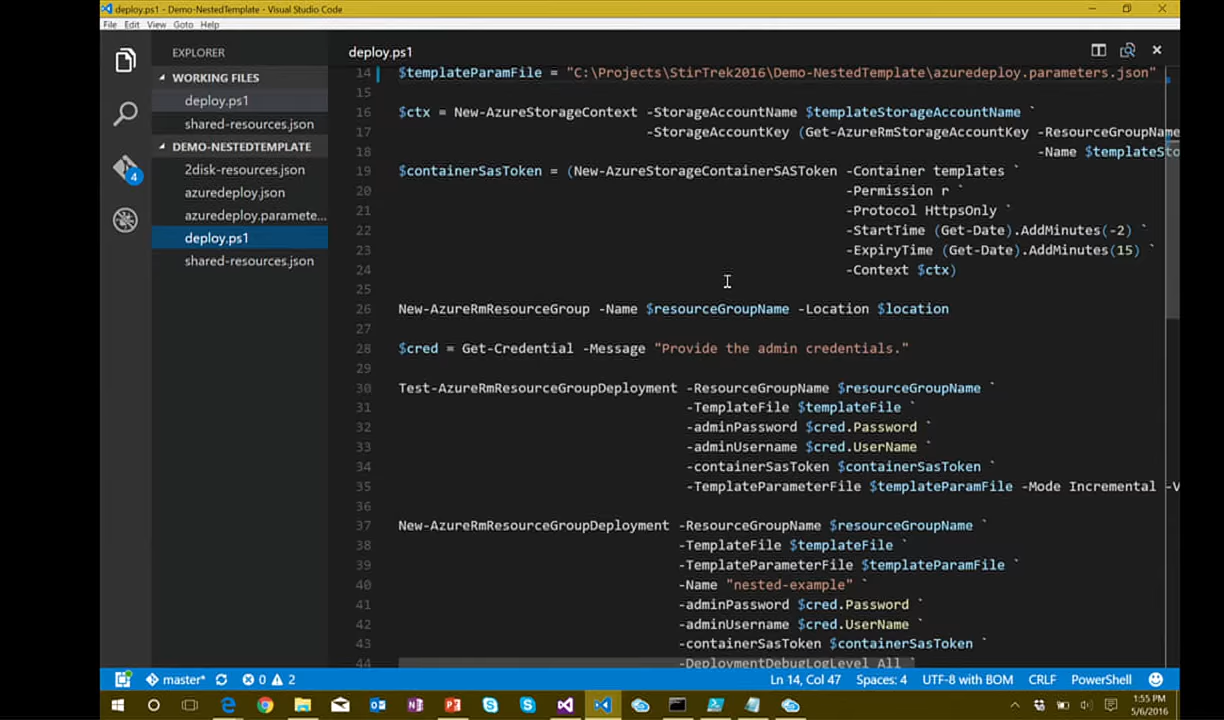 deploy.ps1 - Demo-NestedTemplate - Visual Studio Code
File Edit View Goto Help
EXPLORER
WORKING FILES
deploy.ps1
shared-resources.json
DEMO-NESTEDTEMPLATE
2disk-resources.json
azuredeploy.json
azuredeploy.paramete...
deploy.ps1
shared-resources.json
4
deploy.ps1
14 $templateParamFile = "C:\Projects\StirTrek2016\Demo-NestedTemplate\azuredeploy.parameters.json"
15
16 $ctx = New-AzureStorageContext -StorageAccountName $templateStorageAccountName `
17 -StorageAccountKey (Get-AzureRmStorageAccountKey -ResourceGroupName
18 -Name $templateSto
19 $containerSasToken = (New-AzureStorageContainerSASToken -Container templates `
20 -Permission r `
21 -Protocol HttpsOnly `
22 -StartTime (Get-Date).AddMinutes(-2) `
23 -ExpiryTime (Get-Date).AddMinutes(15) `
24 -Context $ctx)
25
26 New-AzureRmResourceGroup -Name $resourceGroupName -Location $location
27
28 $cred = Get-Credential -Message "Provide the admin credentials."
29
30 Test-AzureRmResourceGroupDeployment -ResourceGroupName $resourceGroupName `
31 -TemplateFile $templateFile `
32 -adminPassword $cred.Password `
33 -adminUsername $cred.UserName `
34 -containerSasToken $containerSasToken `
35 -TemplateParameterFile $templateParamFile -Mode Incremental -V
36
37 New-AzureRmResourceGroupDeployment -ResourceGroupName $resourceGroupName `
38 -TemplateFile $templateFile `
39 -TemplateParameterFile $templateParamFile `
40 -Name "nested-example" `
41 -adminPassword $cred.Password `
42 -adminUsername $cred.UserName `
43 -containerSasToken $containerSasToken `
44 -DeploymentDebugLogLevel All `
master* 0 2 Ln 14, Col 47 Spaces: 4 UTF-8 with BOM CRLF PowerShell
1:55 PM
5/6/2016